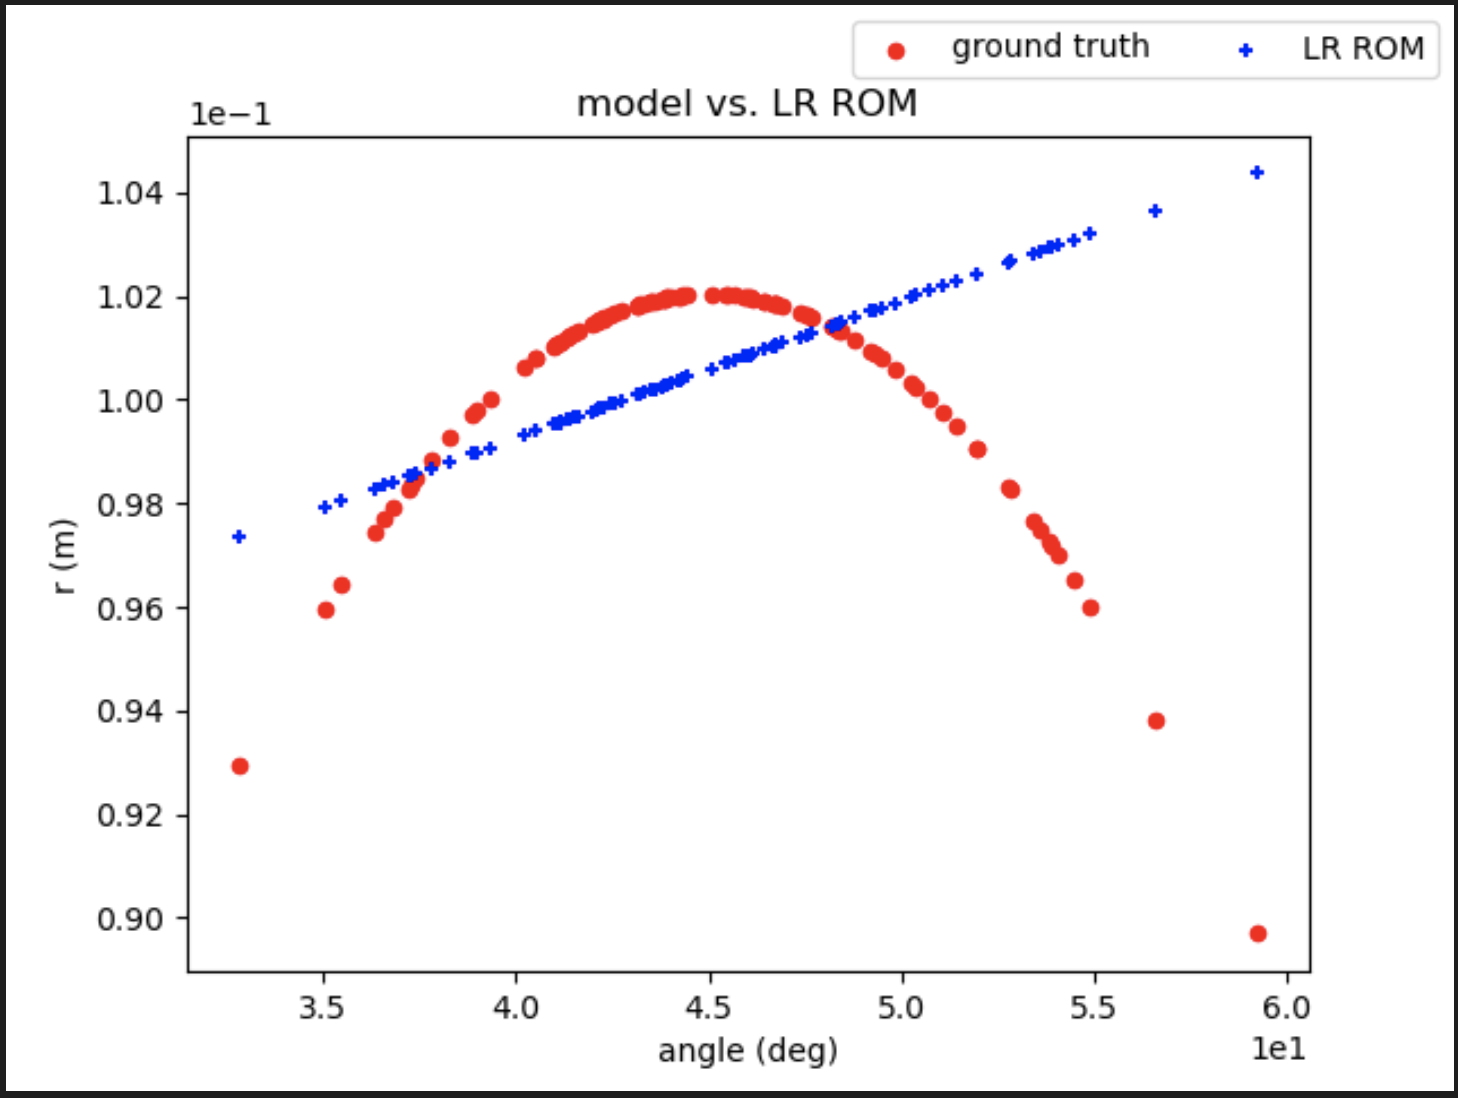 ground truth LR ROM
model vs. LR ROM
1e−1
1.04
1.02
1.00
0.98
0.96
0.94
0.92
0.90
r (m)
3.5 4.0 4.5 5.0 5.5 6.0
angle (deg)
1e1